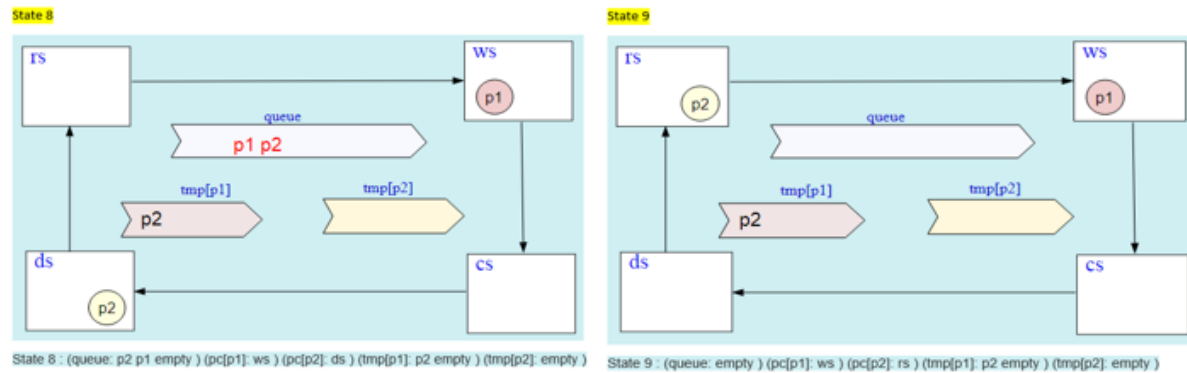 State 8
rs
ws
p1
queue
p1 p2
tmp[p1]
tmp[p2]
p2
ds
cs
p2
State 8 : (queue: p2 p1 empty ) (pc[p1]: ws ) (pc[p2]: ds ) (tmp[p1]: p2 empty ) (tmp[p2]: empty )
State 9
rs
ws
p2
p1
queue
tmp[p1]
tmp[p2]
p2
ds
cs
State 9 : (queue: empty ) (pc[p1]: ws ) (pc[p2]: rs ) (tmp[p1]: p2 empty ) (tmp[p2]: empty )